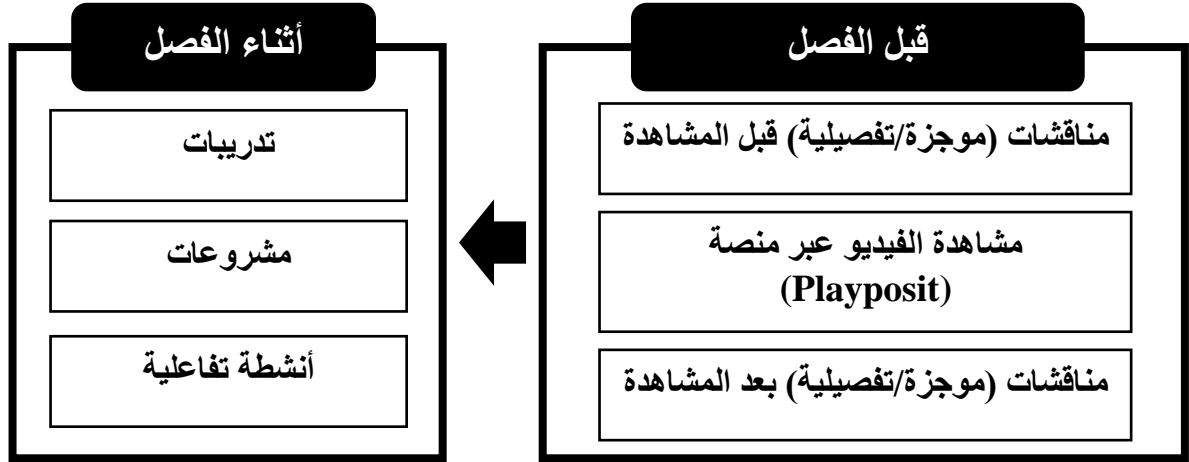 قبل الفصل
مناقشات (موجزة/تفصيلية) قبل المشاهدة
مشاهدة الفيديو عبر منصة
(Playposit)
مناقشات (موجزة/تفصيلية) بعد المشاهدة
أثناء الفصل
تدريبات
مشروعات
أنشطة تفاعلية